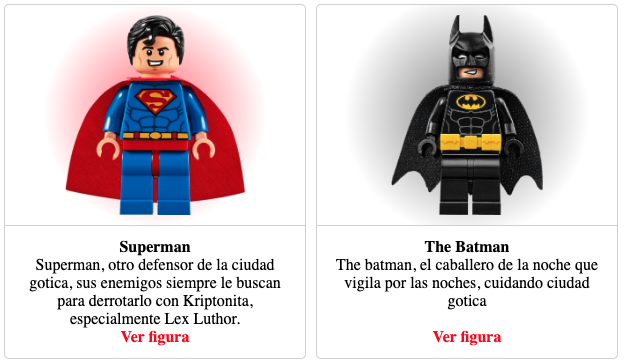 Superman
Superman, otro defensor de la ciudad
gotica, sus enemigos siempre le buscan
para derrotarlo con Kriptonita,
especialmente Lex Luthor.
Ver figura
The Batman
The batman, el caballero de la noche que
vigila por las noches, cuidando ciudad
gotica
Ver figura